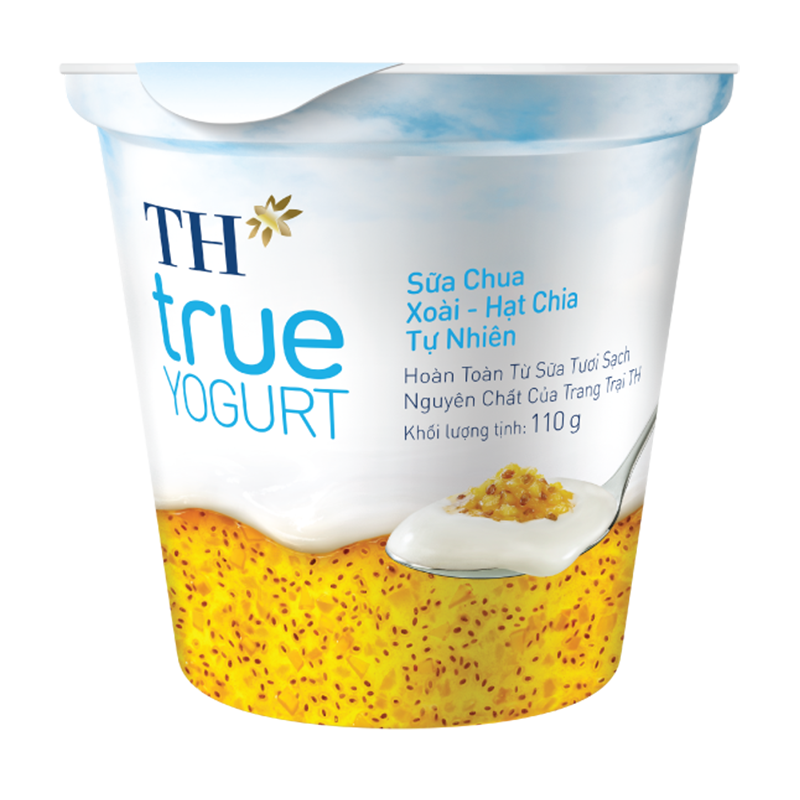 TH
true
YOGURT
Sữa Chua
Xoài - Hạt Chia
Tự Nhiên
Hoàn Toàn Từ Sữa Tươi Sạch
Nguyên Chất Của Trang Trại TH
Khối lượng tịnh: 110 g